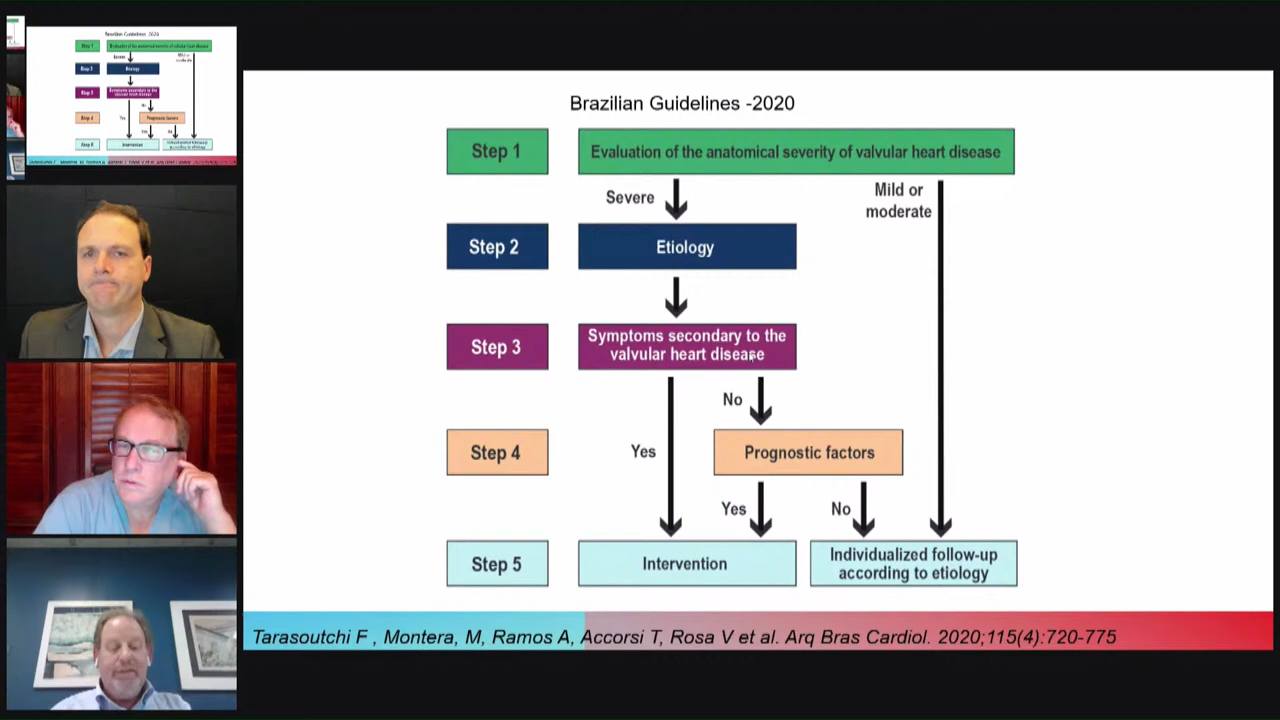 Brazilian Guidelines -2020
Step 1
Evaluation of the anatomical severity of valvular heart disease
Severe
Mild or
moderate
Step 2
Etiology
Step 3
Symptoms secondary to the
valvular heart disease
No
Yes
Step 4
Prognostic factors
Yes
No
Step 5
Intervention
Individualized follow-up
according to etiology
Tarasoutchi F , Montera, M, Ramos A, Accorsi T, Rosa V et al. Arq Bras Cardiol. 2020;115(4):720-775